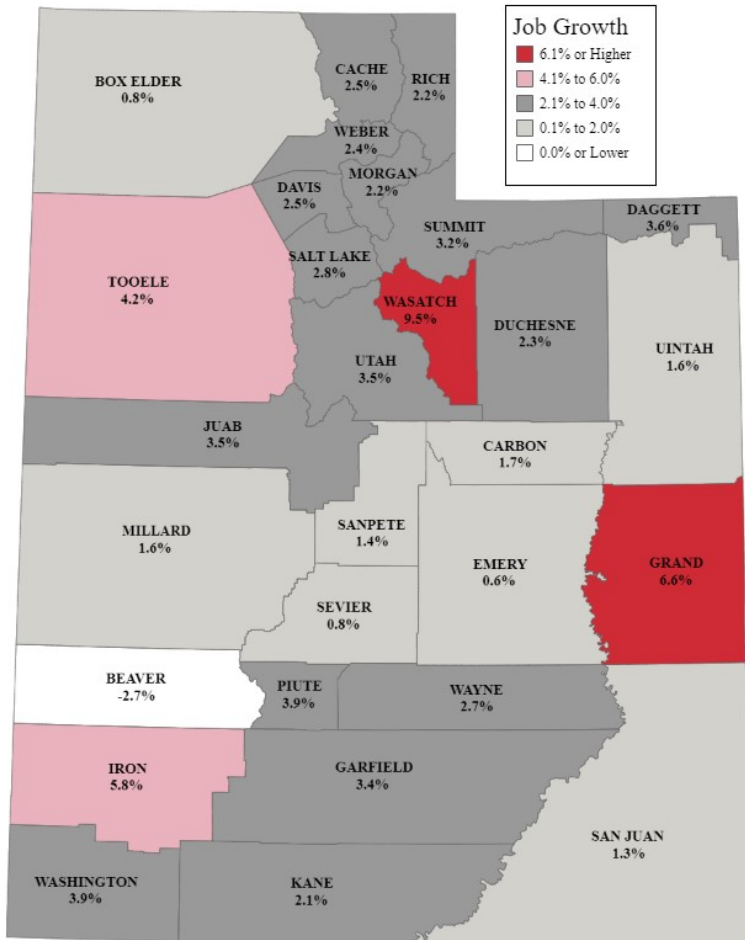 Job Growth
6.1% or Higher
4.1% to 6.0%
2.1% to 4.0%
0.1% to 2.0%
0.0% or Lower
BOX ELDER
0.8%
CACHE
2.5%
RICH
2.2%
WEBER
2.4%
MORGAN
2.2%
DAVIS
2.5%
SUMMIT
3.2%
DAGGETT
3.6%
SALT LAKE
2.8%
TOOELE
4.2%
WASATCH
9.5%
DUCHESNE
2.3%
UINTAH
1.6%
UTAH
3.5%
JUAB
3.5%
CARBON
1.7%
MILLARD
1.6%
SANPETE
1.4%
EMERY
0.6%
GRAND
6.6%
SEVIER
0.8%
BEAVER
-2.7%
PIUTE
3.9%
WAYNE
2.7%
IRON
5.8%
GARFIELD
3.4%
SAN JUAN
1.3%
WASHINGTON
3.9%
KANE
2.1%